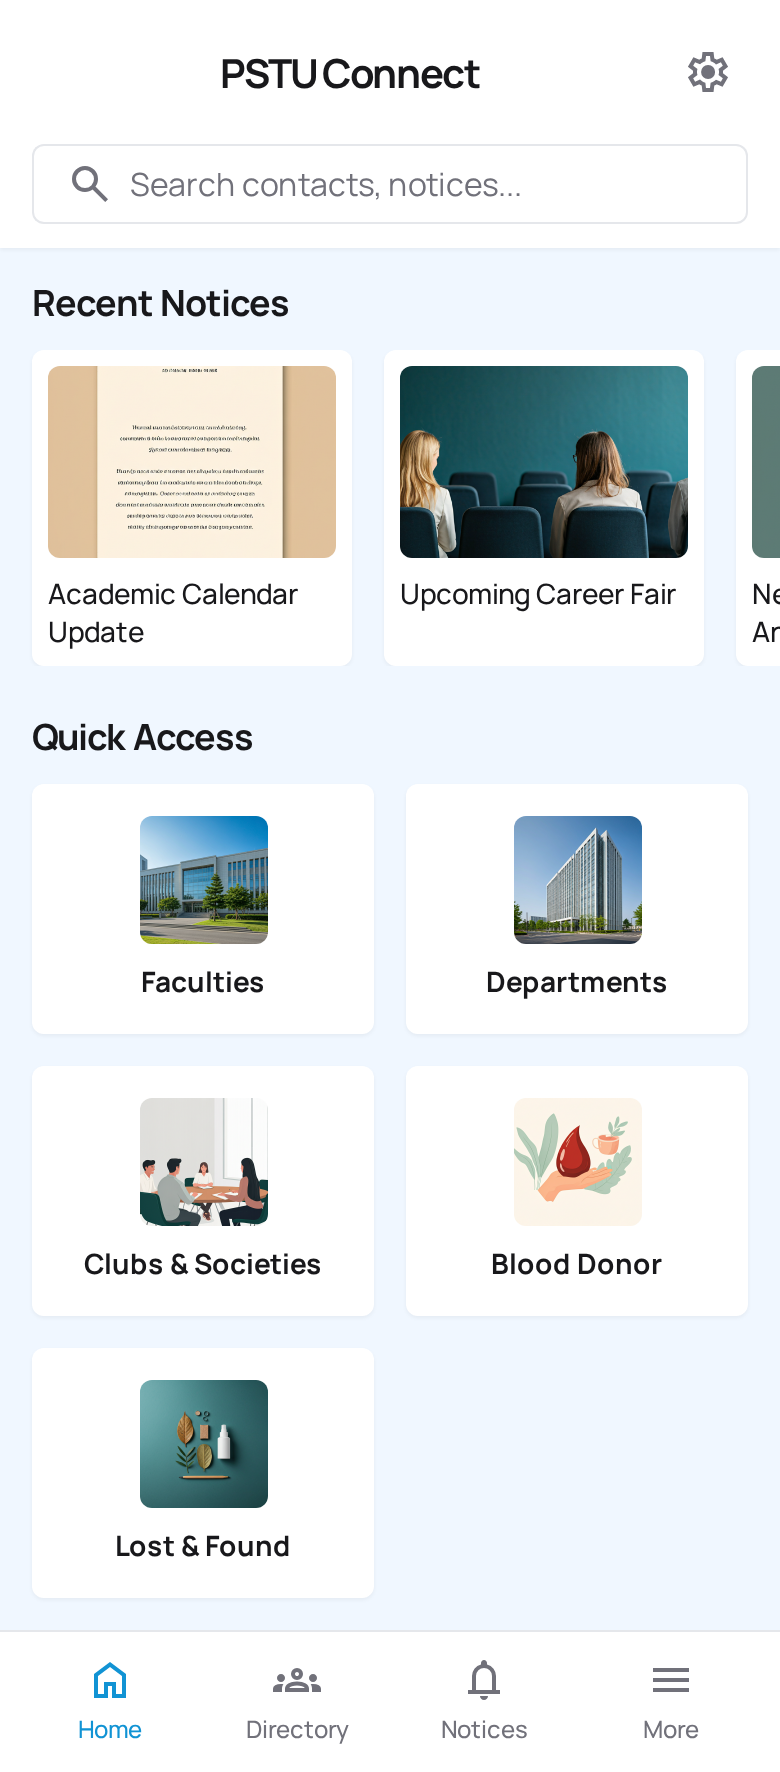 PSTU Connect
Search contacts, notices...
Recent Notices
Academic Calendar
Update
Upcoming Career Fair
Ne
Ar
Quick Access
Faculties
Departments
Clubs & Societies
Blood Donor
Lost & Found
Home
Directory
Notices
More